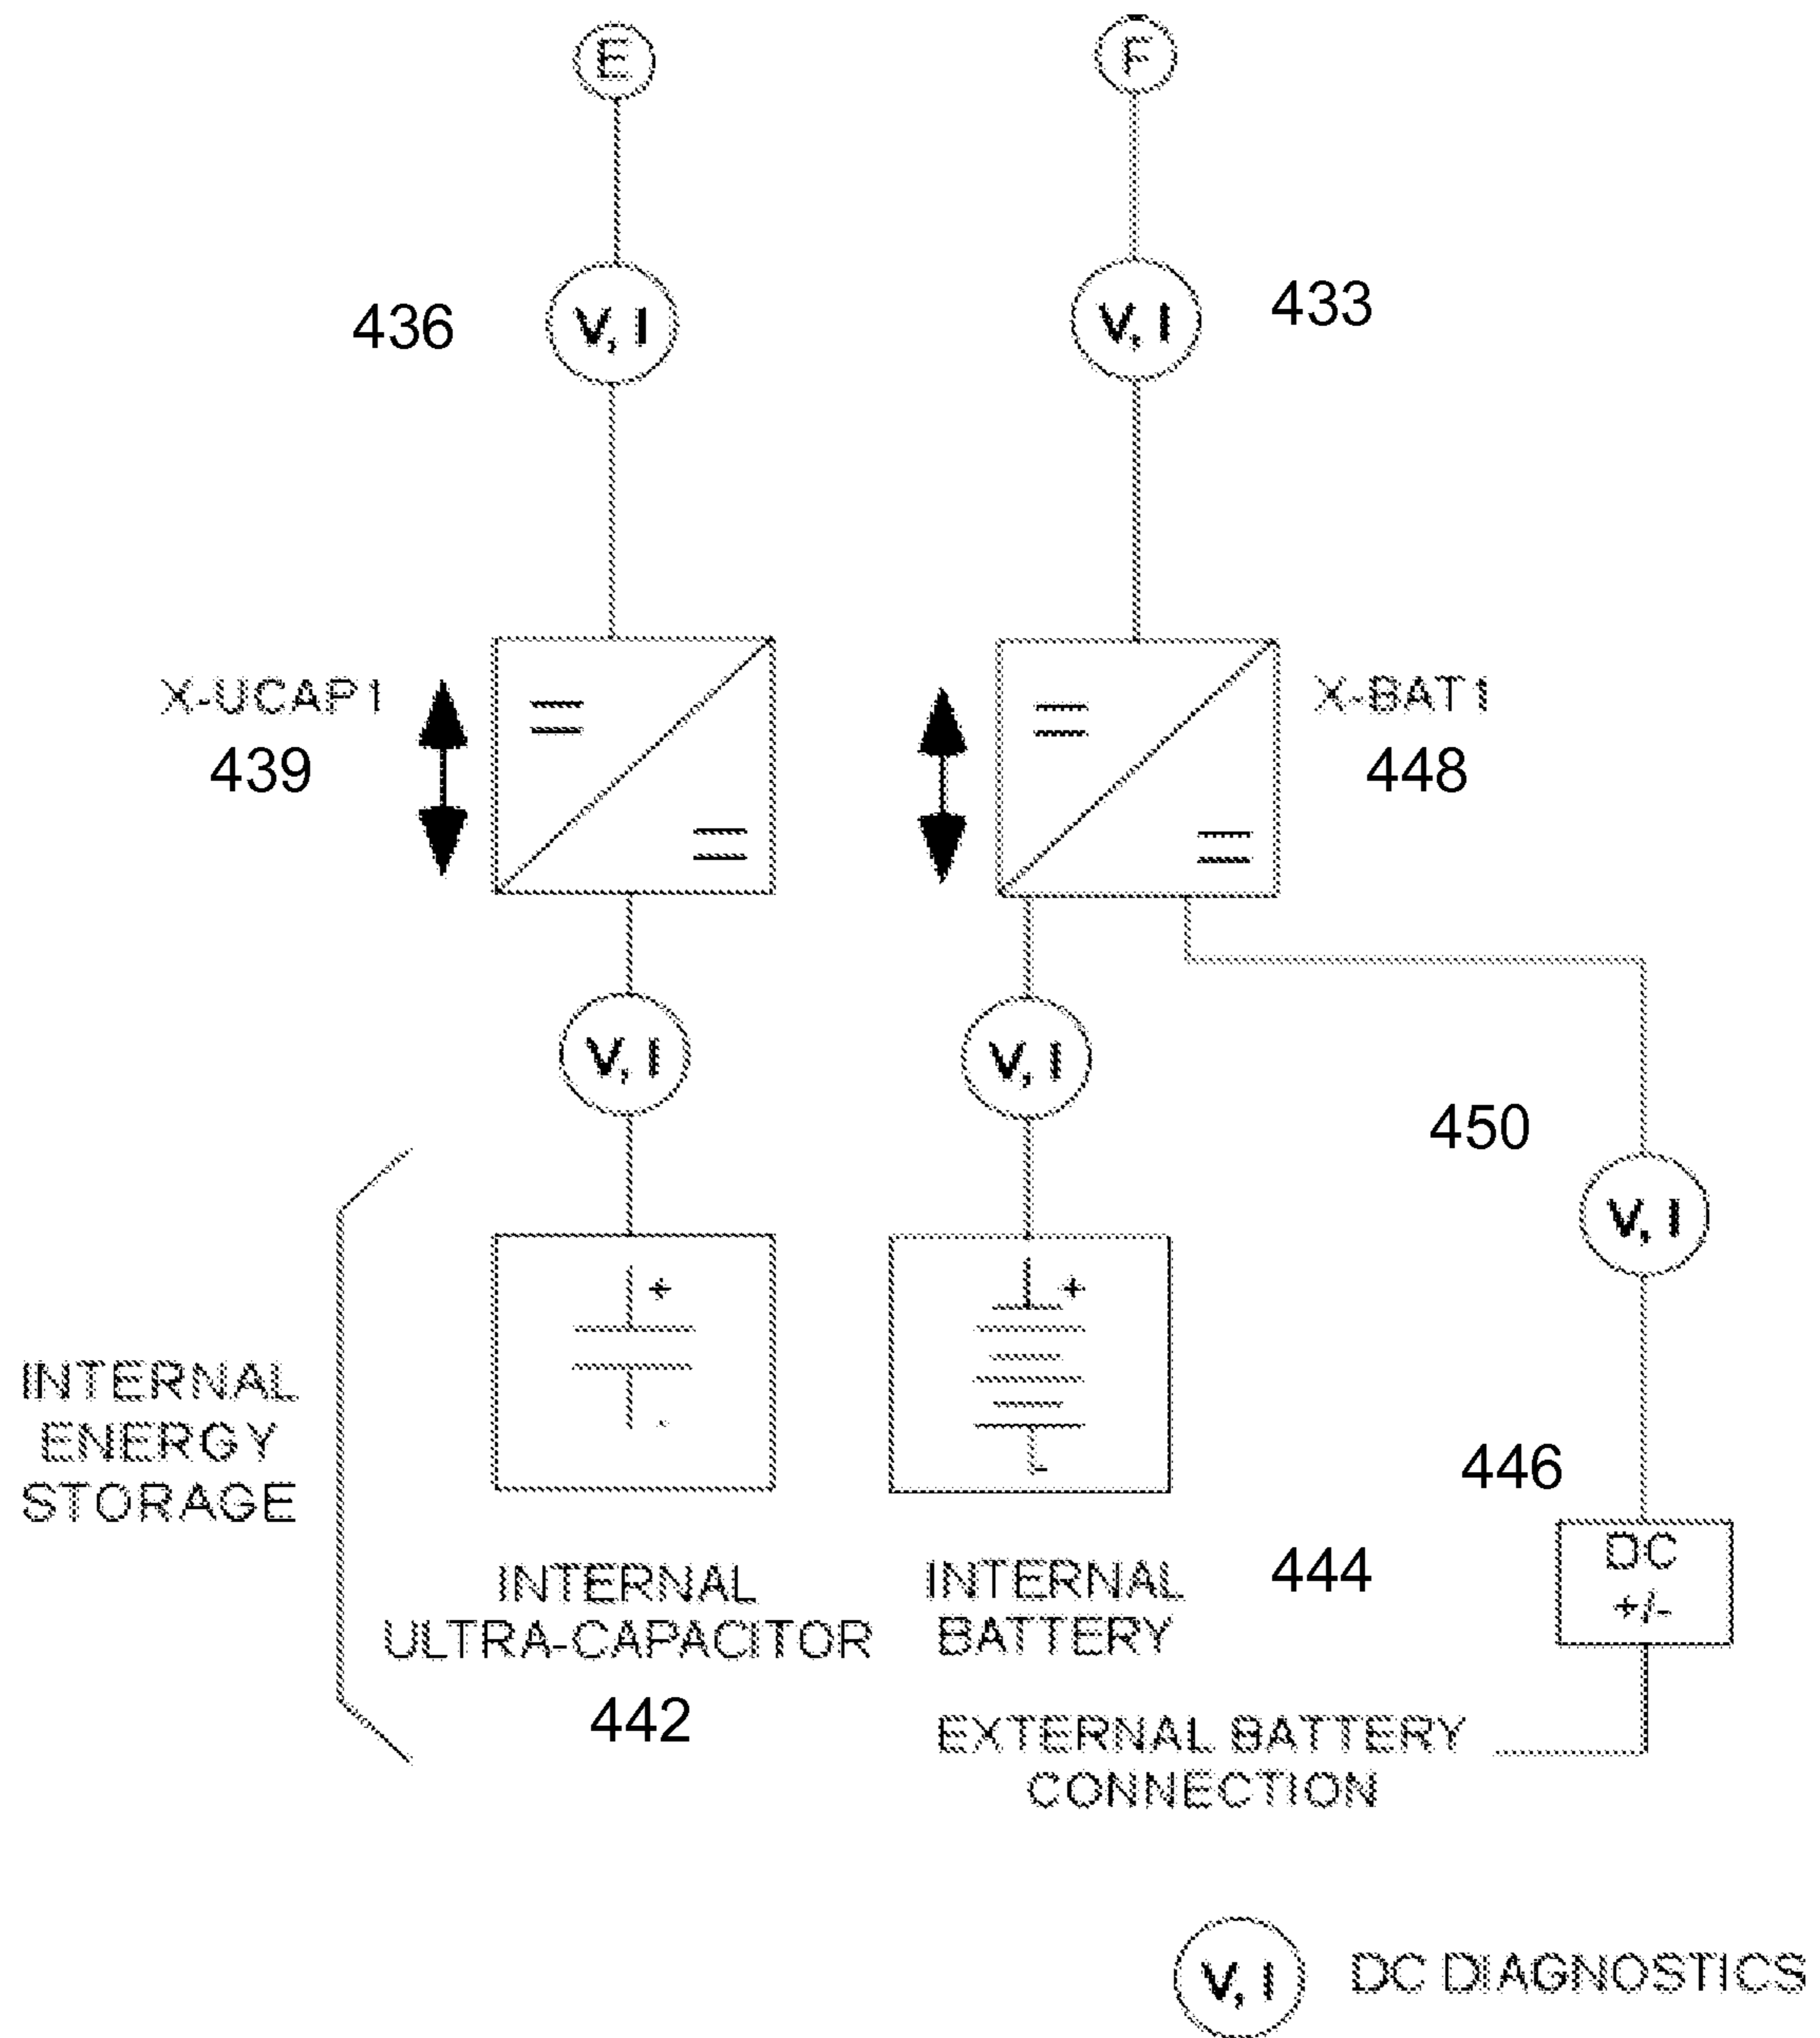 E
F
436
V, I
V, I
433
X-UCAP1
439
X-BAT1
448
V, I
V, I
450
V, I
+
-
+
-
INTERNAL
ENERGY
STORAGE
446
DC
+/-
INTERNAL
ULTRA-CAPACITOR
442
INTERNAL
BATTERY
444
EXTERNAL BATTERY
CONNECTION
V, I
DC DIAGNOSTICS